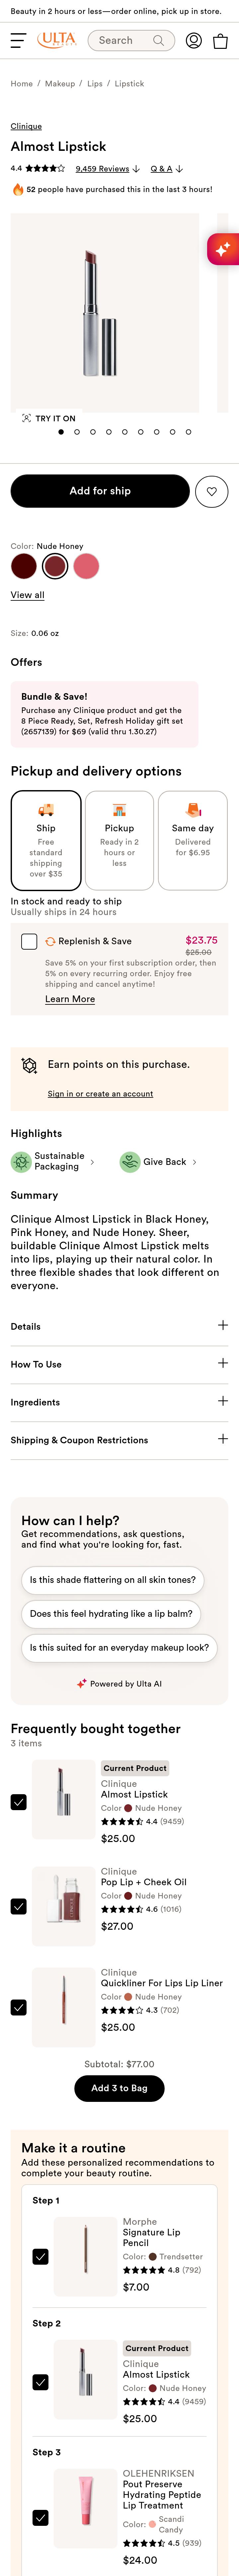 Beauty in 2 hours or less—order online, pick up in store.
ULTA
Search
Home / Makeup / Lips / Lipstick
Clinique
Almost Lipstick
4.4 9,459 Reviews Q & A
52 people have purchased this in the last 3 hours!
TRY IT ON
Add for ship
Color: Nude Honey
View all
Size: 0.06 oz
Offers
Bundle & Save!
Purchase any Clinique product and get the
8 Piece Ready, Set, Refresh Holiday gift set
(2657139) for $69 (valid thru 1.30.27)
Pickup and delivery options
Ship
Free
standard
shipping
over $35
Pickup
Ready in 2
hours or
less
Same day
Delivered
for $6.95
In stock and ready to ship
Usually ships in 24 hours
Replenish & Save
$23.75
$25.00
Save 5% on your first subscription order, then
5% on every recurring order. Enjoy free
shipping and cancel anytime!
Learn More
Earn points on this purchase.
Sign in or create an account
Highlights
Sustainable
Packaging
Give Back
Summary
Clinique Almost Lipstick in Black Honey,
Pink Honey, and Nude Honey. Sheer,
buildable Clinique Almost Lipstick melts
into lips, playing up their natural color. In
three flexible shades that look different on
everyone.
Details
How To Use
Ingredients
Shipping & Coupon Restrictions
How can I help?
Get recommendations, ask questions,
and find what you're looking for, fast.
Is this shade flattering on all skin tones?
Does this feel hydrating like a lip balm?
Is this suited for an everyday makeup look?
Powered by Ulta AI
Frequently bought together
3 items
Current Product
Clinique
Almost Lipstick
Color Nude Honey
4.4 (9459)
$25.00
Clinique
Pop Lip + Cheek Oil
Color Nude Honey
4.6 (1016)
$27.00
Clinique
Quickliner For Lips Lip Liner
Color Nude Honey
4.3 (702)
$25.00
Subtotal: $77.00
Add 3 to Bag
Make it a routine
Add these personalized recommendations to
complete your beauty routine.
Step 1
Morphe
Signature Lip
Pencil
Color: Trendsetter
4.8 (792)
$7.00
Step 2
Current Product
Clinique
Almost Lipstick
Color: Nude Honey
4.4 (9459)
$25.00
Step 3
OLEHENRIKSEN
Pout Preserve
Hydrating Peptide
Lip Treatment
Color: Scandi
Candy
4.5 (939)
$24.00